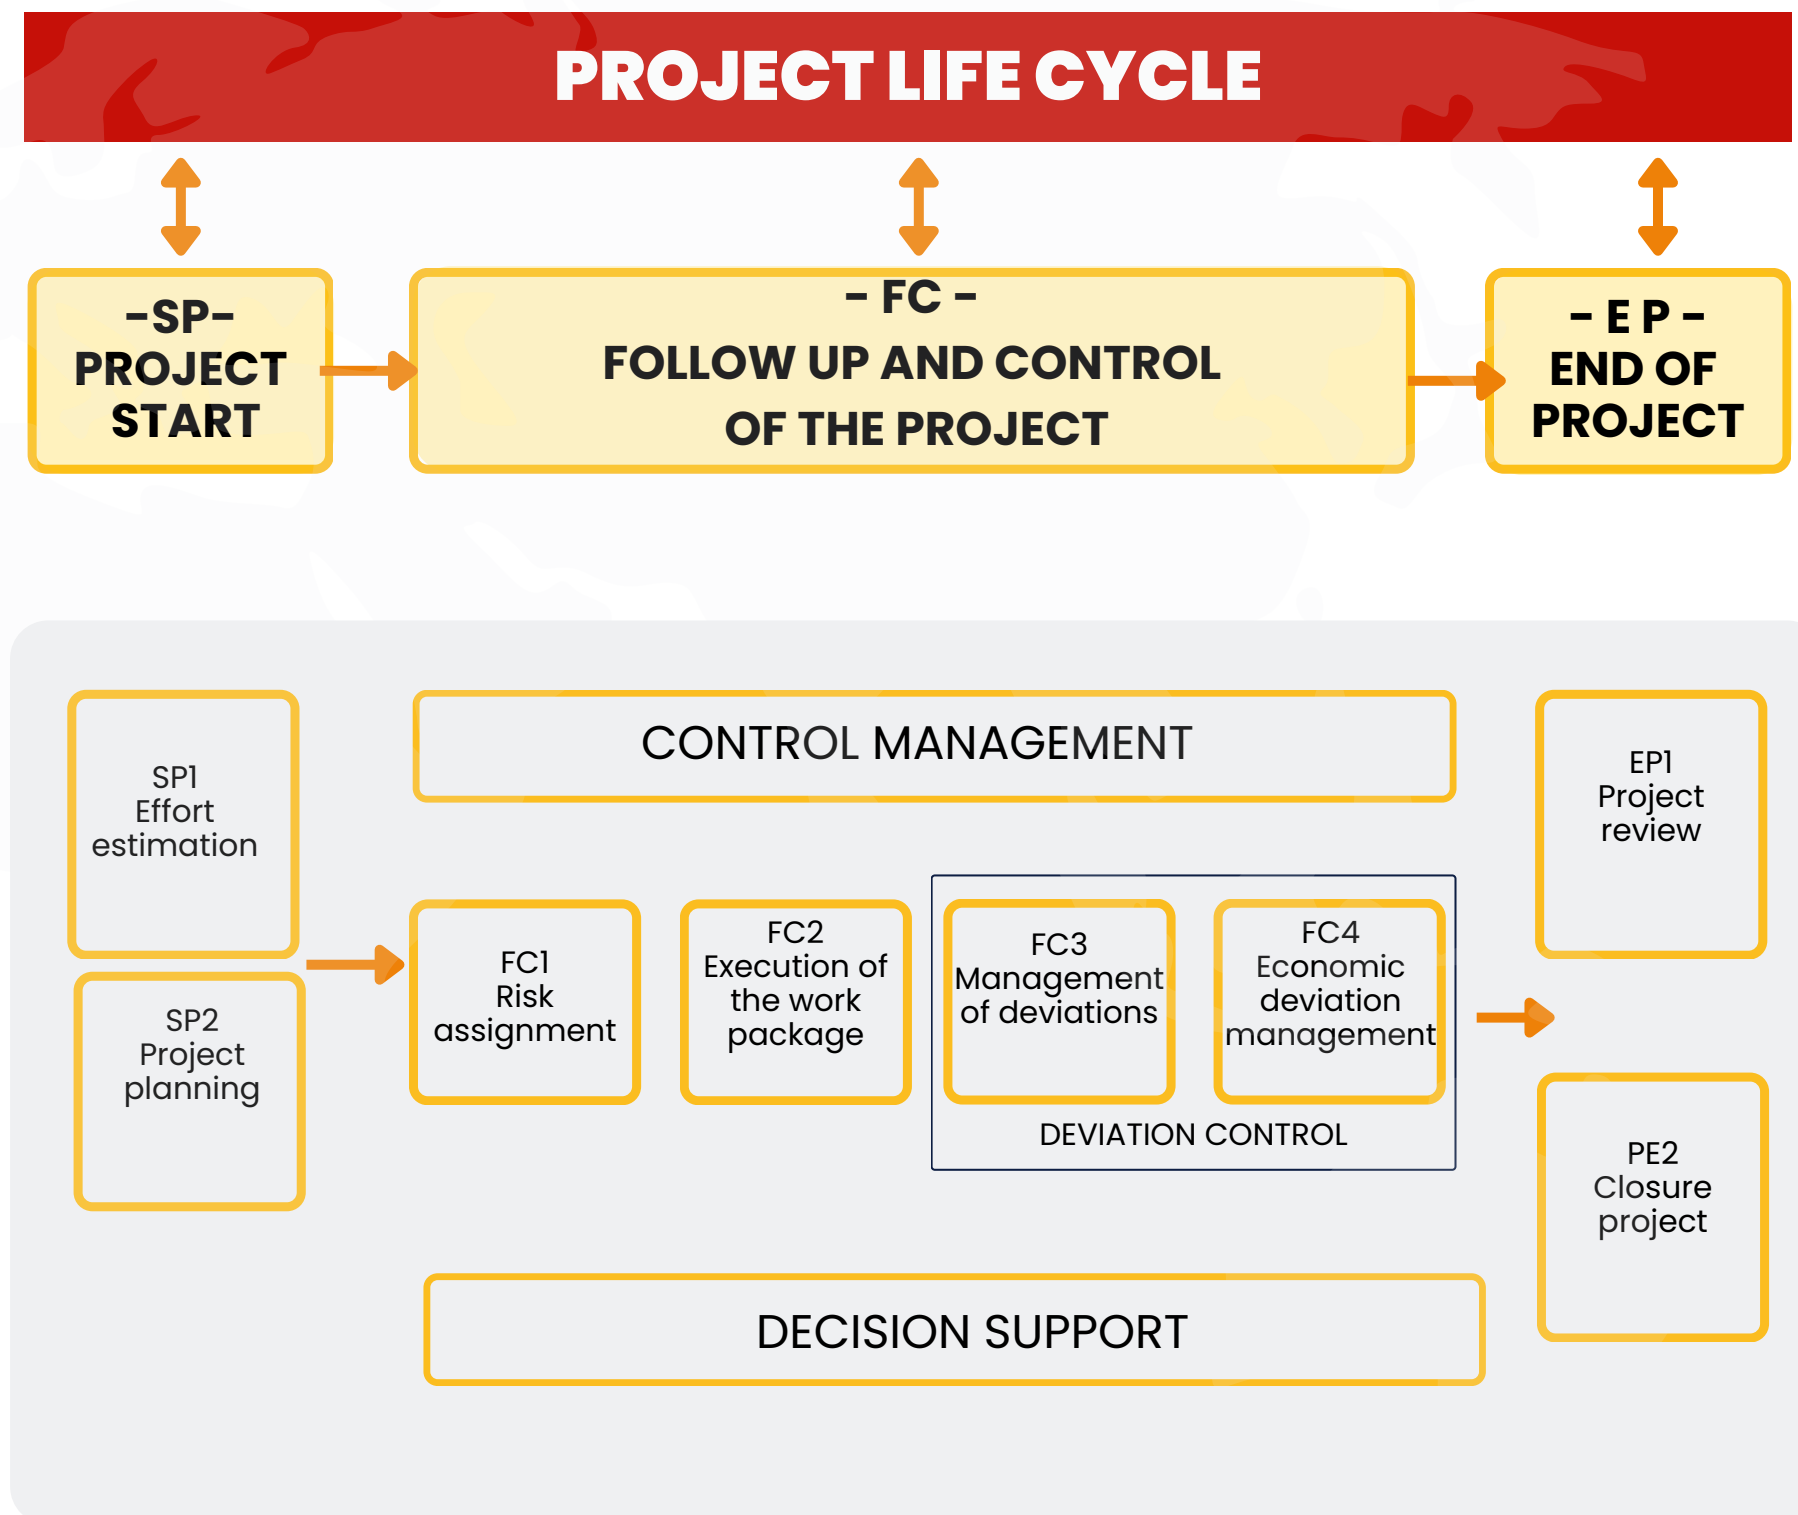 PROJECT LIFE CYCLE
-SP-
PROJECT
START
- FC -
FOLLOW UP AND CONTROL
OF THE PROJECT
- E P -
END OF
PROJECT
SP1
Effort
estimation
SP2
Project
planning
CONTROL MANAGEMENT
FC1
Risk
assignment
FC2
Execution of
the work
package
FC3
Management
of deviations
FC4
Economic
deviation
management
DEVIATION CONTROL
DECISION SUPPORT
EP1
Project
review
PE2
Closure
project